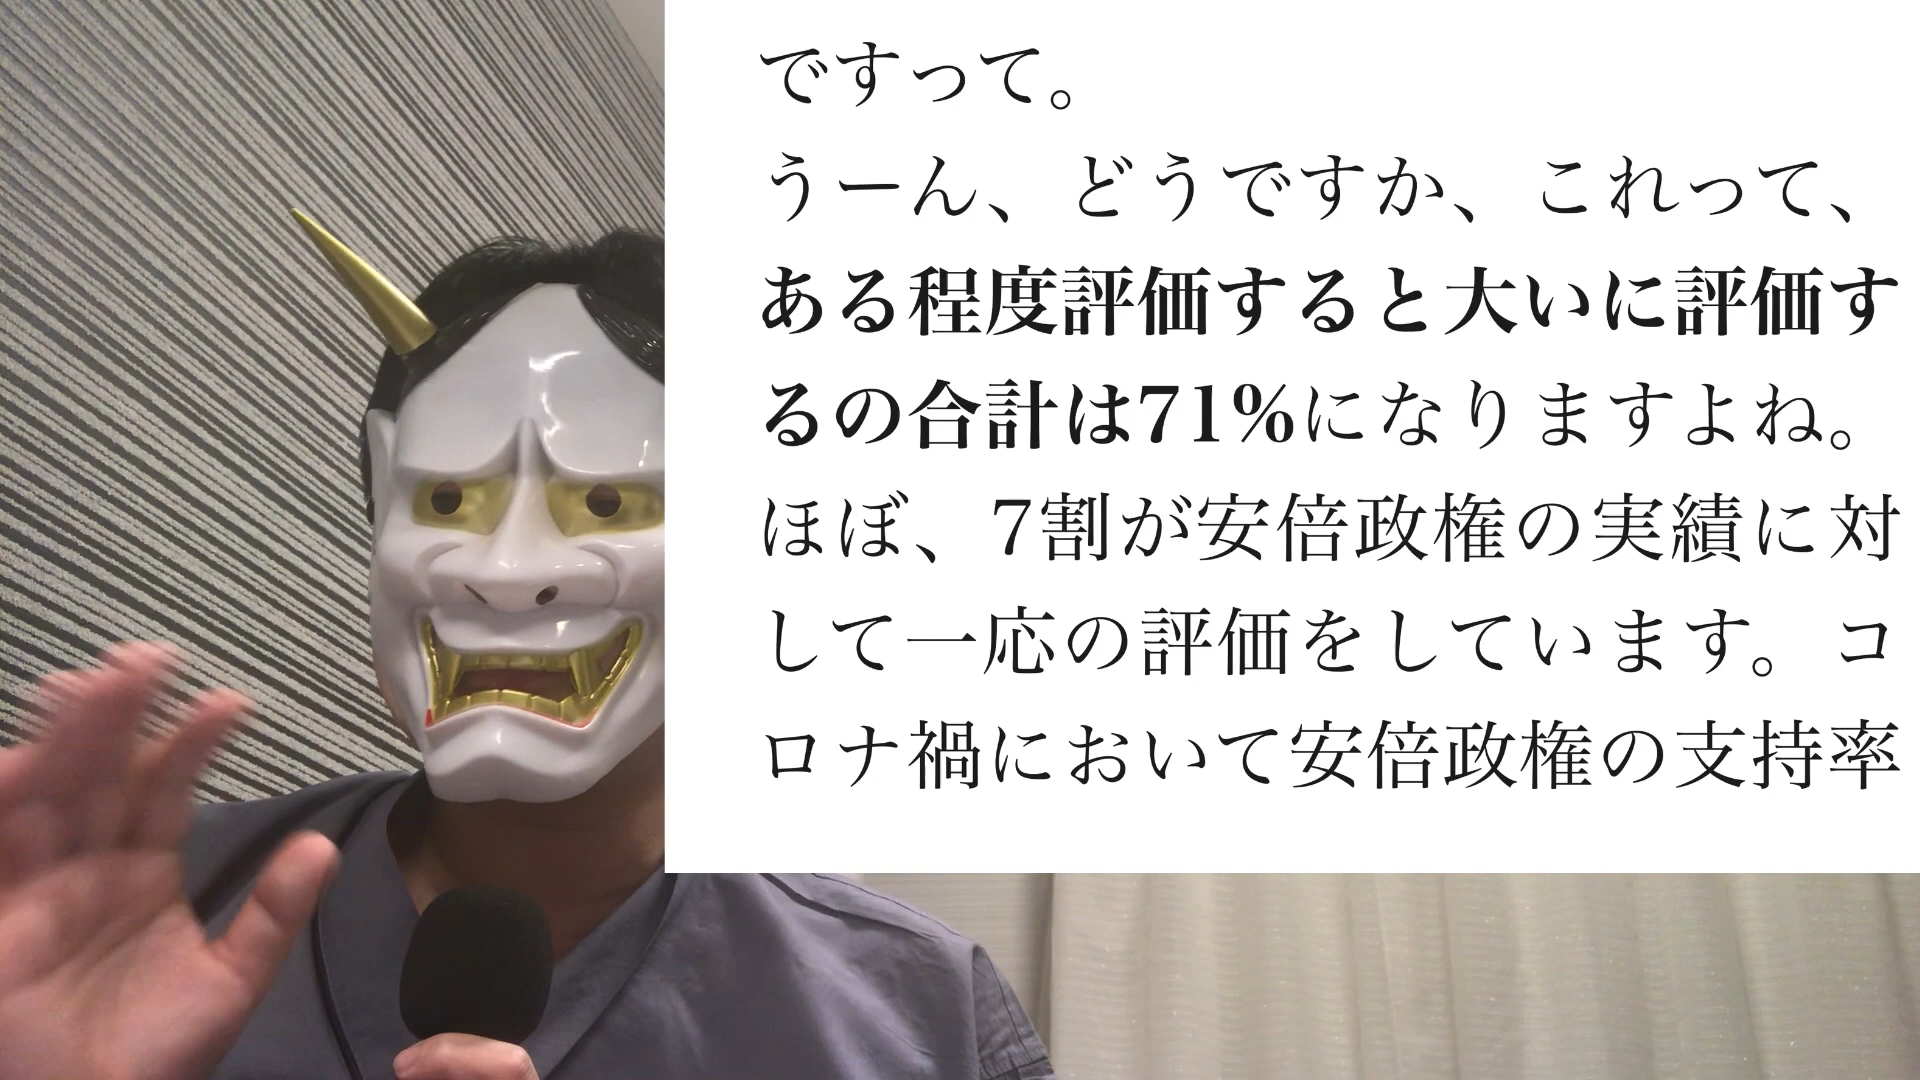 ですって。
うーん、どうですか、これって、
ある程度評価すると大いに評価す
るの合計は71%になりますよね。
ほぼ、7割が安倍政権の実績に対
して一応の評価をしています。コ
ロナ禍において安倍政権の支持率